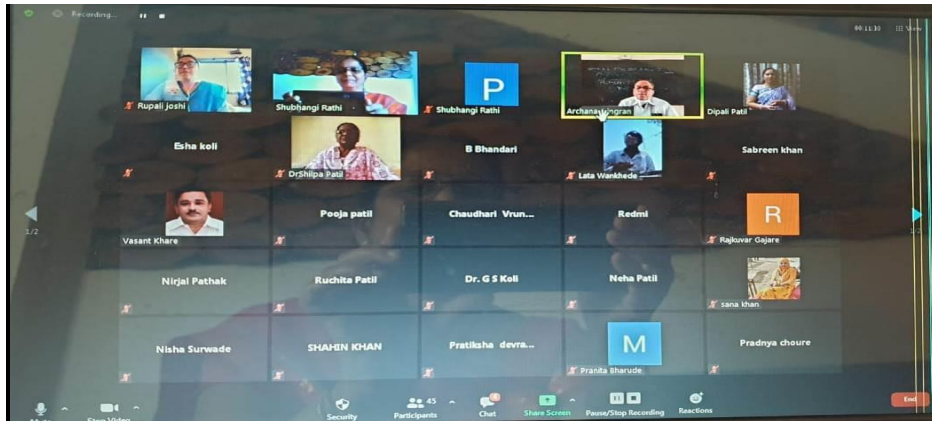 Recording...
00:11:30 View
Rupali joshi
Shubhangi Rathi
P
Shubhangi Rathi
Dipali Patil
Esha koli
DrShilpa Patil
B Bhandari
Lata Wankhede
Sabreen khan
Vasant Khare
Pooja patil
Chaudhari Vrun...
Redmi
R
Rajkuvar Gajare
1/2
1/2
Nirjal Pathak
Ruchita Patil
Dr. G S Koli
Neha Patil
sana khan
Nisha Surwade
SHAHIN KHAN
Pratiksha devra...
M
Pranita Bharude
Pradnya choure
Stop Video
Security
Participants
45
Chat
Share Screen
Pause/Stop Recording
Reactions
End